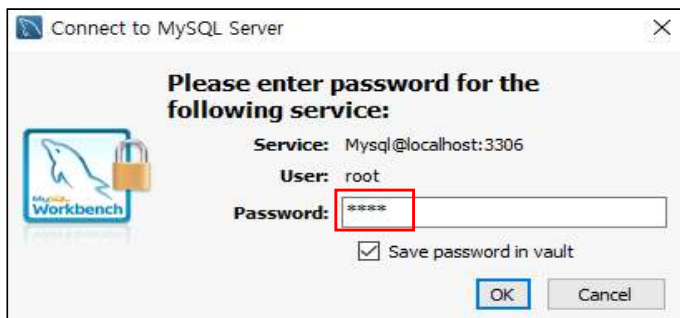 Connect to MySQL Server
Please enter password for the
following service:
Service: Mysql@localhost:3306
User: root
Password: ****
Save password in vault
OK Cancel
MySQL
Workbench